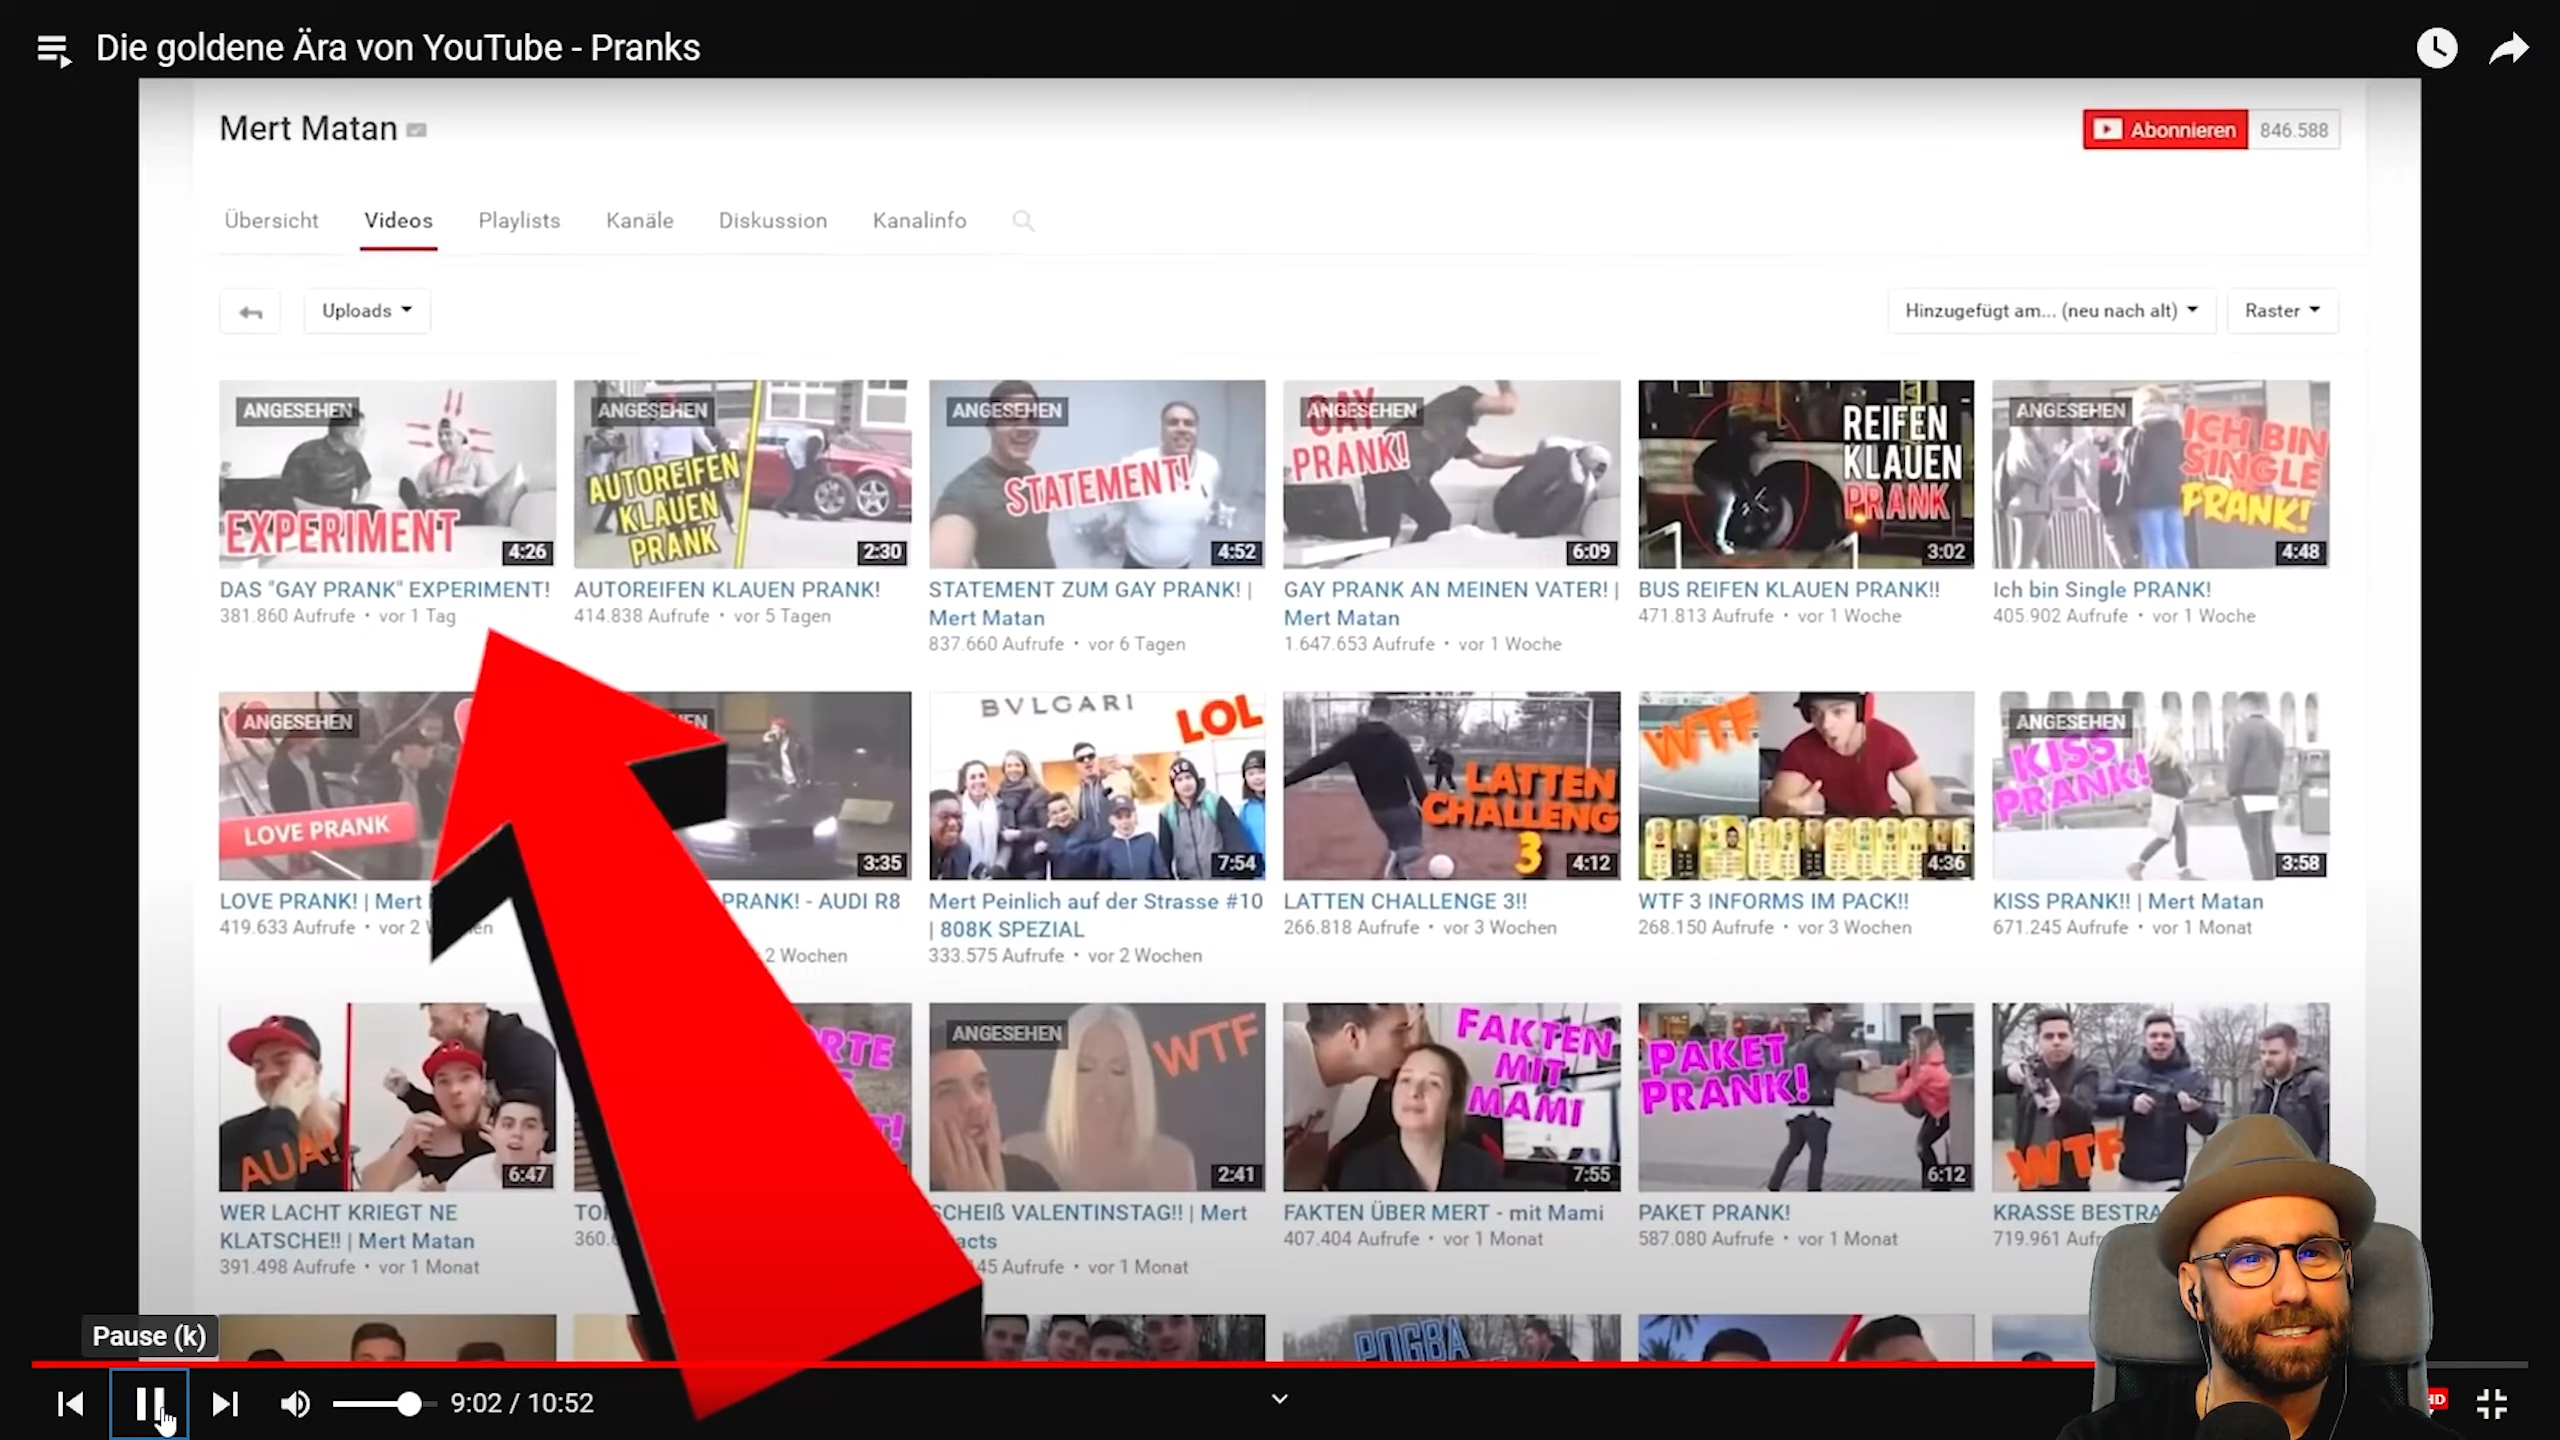 Die goldene Ära von YouTube - Pranks
Mert Matan
Abonnieren 846.588
Übersicht Videos Playlists Kanäle Diskussion Kanalinfo
Uploads Hinzugefügt am... (neu nach alt) Raster
ANGESEHEN
EXPERIMENT
4:26
ANGESEHEN
AUTOREIFEN
KLAUEN
PRANK
2:30
ANGESEHEN
STATEMENT!
4:52
ANGESEHEN
GAY
PRANK!
6:09
REIFEN
KLAUEN
PRANK
3:02
ANGESEHEN
ICH BIN
SINGLE
PRANK!
4:48
DAS "GAY PRANK" EXPERIMENT!
381.860 Aufrufe • vor 1 Tag
AUTOREIFEN KLAUEN PRANK!
414.838 Aufrufe • vor 5 Tagen
STATEMENT ZUM GAY PRANK! |
Mert Matan
837.660 Aufrufe • vor 6 Tagen
GAY PRANK AN MEINEN VATER! |
Mert Matan
1.647.653 Aufrufe • vor 1 Woche
BUS REIFEN KLAUEN PRANK!!
471.813 Aufrufe • vor 1 Woche
Ich bin Single PRANK!
405.902 Aufrufe • vor 1 Woche
ANGESEHEN
LOVE PRANK
3:35
BVLGARI
LOL
7:54
LATTEN
CHALLENG
3
4:12
WTF
4:36
ANGESEHEN
KISS
PRANK!
3:58
LOVE PRANK! | Mert
419.633 Aufrufe • vor 2
PRANK! - AUDI R8
2 Wochen
Mert Peinlich auf der Strasse #10
| 808K SPEZIAL
333.575 Aufrufe • vor 2 Wochen
LATTEN CHALLENGE 3!!
266.818 Aufrufe • vor 3 Wochen
WTF 3 INFORMS IM PACK!!
268.150 Aufrufe • vor 3 Wochen
KISS PRANK!! | Mert Matan
671.245 Aufrufe • vor 1 Monat
AUA!
6:47
ANGESEHEN
WTF
2:41
FAKTEN
MIT
MAMI
7:55
PAKET
PRANK!
6:12
WTF
WER LACHT KRIEGT NE
KLATSCHE!! | Mert Matan
391.498 Aufrufe • vor 1 Monat
SCHEIß VALENTINSTAG!! | Mert
vor 1 Monat
FAKTEN ÜBER MERT - mit Mami
407.404 Aufrufe • vor 1 Monat
PAKET PRANK!
587.080 Aufrufe • vor 1 Monat
KRASSE
719.961
POGBA
Pause (k)
9:02 / 10:52
HD